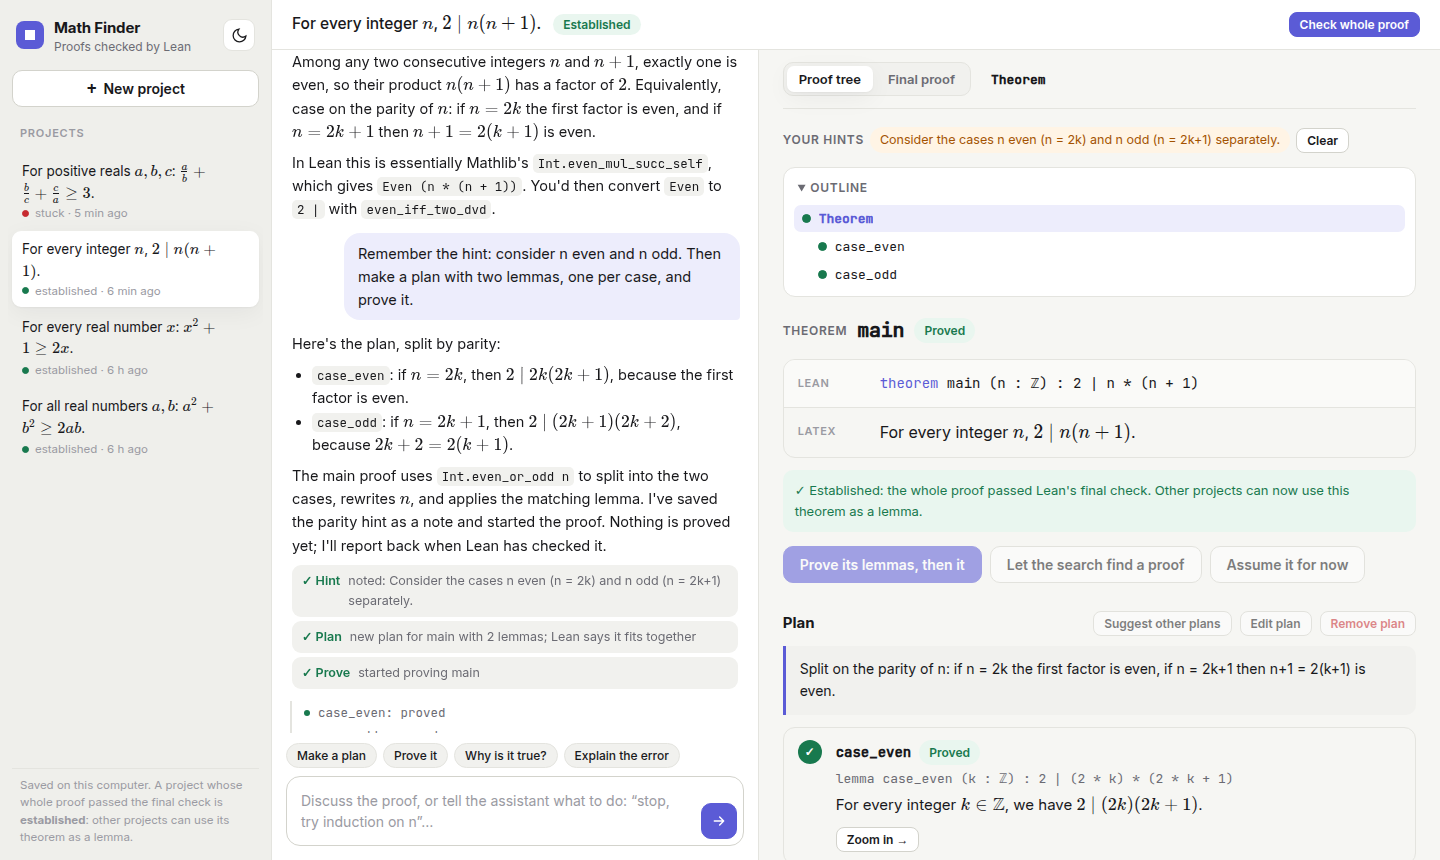 Math Finder
Proofs checked by Lean
+ New project
PROJECTS
For positive reals a, b, c: a/b +
b/c + c/a ≥ 3.
stuck · 5 min ago
For every integer n, 2 | n(n +
1).
established · 6 min ago
For every real number x: x² +
1 ≥ 2x.
established · 6 h ago
For all real numbers a, b: a² +
b² ≥ 2ab.
established · 6 h ago
Saved on this computer. A project whose
whole proof passed the final check is
established: other projects can use its
theorem as a lemma.
For every integer n, 2 | n(n + 1). Established
Check whole proof
Among any two consecutive integers n and n + 1, exactly one is
even, so their product n(n + 1) has a factor of 2. Equivalently,
case on the parity of n: if n = 2k the first factor is even, and if
n = 2k + 1 then n + 1 = 2(k + 1) is even.
In Lean this is essentially Mathlib's Int.even_mul_succ_self,
which gives Even (n * (n + 1)). You'd then convert Even to
2 | with even_iff_two_dvd.
Remember the hint: consider n even and n odd. Then
make a plan with two lemmas, one per case, and
prove it.
Here's the plan, split by parity:
• case_even: if n = 2k, then 2 | 2k(2k + 1), because the first
factor is even.
• case_odd: if n = 2k + 1, then 2 | (2k + 1)(2k + 2),
because 2k + 2 = 2(k + 1).
The main proof uses Int.even_or_odd n to split into the two
cases, rewrites n, and applies the matching lemma. I've saved
the parity hint as a note and started the proof. Nothing is proved
yet; I'll report back when Lean has checked it.
✓ Hint noted: Consider the cases n even (n = 2k) and n odd (n = 2k+1)
separately.
✓ Plan new plan for main with 2 lemmas; Lean says it fits together
✓ Prove started proving main
case_even: proved
Make a plan Prove it Why is it true? Explain the error
Discuss the proof, or tell the assistant what to do: “stop,
try induction on n”...
Proof tree Final proof Theorem
YOUR HINTS Consider the cases n even (n = 2k) and n odd (n = 2k+1) separately. Clear
▼ OUTLINE
Theorem
case_even
case_odd
THEOREM main Proved
LEAN theorem main (n : ℤ) : 2 | n * (n + 1)
LATEX For every integer n, 2 | n(n + 1).
✓ Established: the whole proof passed Lean's final check. Other projects can now use this
theorem as a lemma.
Prove its lemmas, then it Let the search find a proof Assume it for now
Plan Suggest other plans Edit plan Remove plan
Split on the parity of n: if n = 2k the first factor is even, if n = 2k+1 then n+1 = 2(k+1) is
even.
✓ case_even Proved
lemma case_even (k : ℤ) : 2 | (2 * k) * (2 * k + 1)
For every integer k ∈ ℤ, we have 2 | (2k)(2k + 1).
Zoom in →